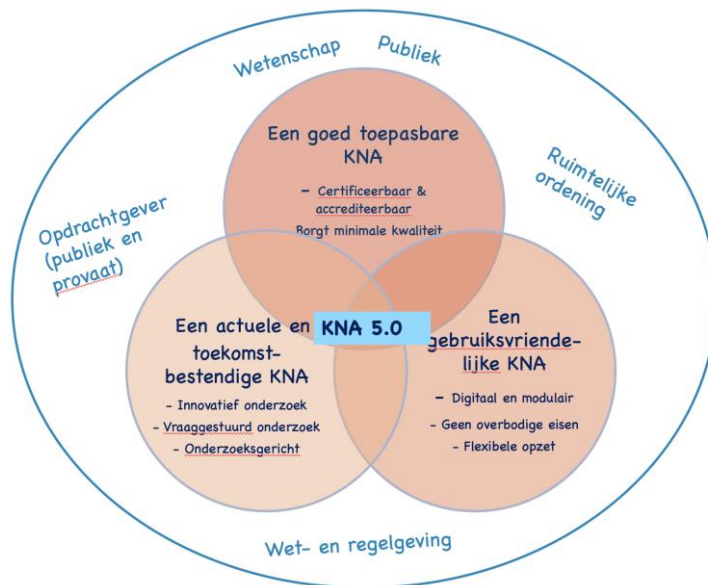 Wetenschap
Publiek
Ruimtelijke
ordening
Opdrachtgever
(publiek en
provaat)
Een goed toepasbare
KNA
- Certificeerbaar &
accrediteerbaar
Borgt minimale kwaliteit
Een actuele en
toekomst-
bestendige KNA
- Innovatief onderzoek
- Vraaggestuurd onderzoek
- Onderzoeksgericht
KNA 5.0
Een
gebruiksvriende-
lijke KNA
- Digitaal en modulair
- Geen overbodige eisen
- Flexibele opzet
Wet- en regelgeving